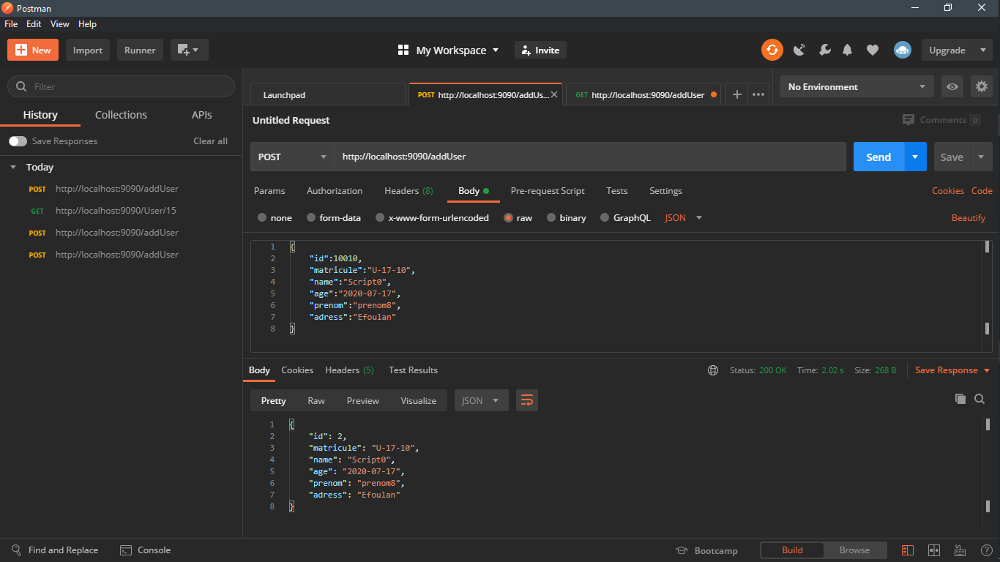 Postman
File Edit View Help
New Import Runner My Workspace Invite Upgrade
Filter
History Collections APIs
Save Responses Clear all
Today
POST http://localhost:9090/addUser
GET http://localhost:9090/User/15
POST http://localhost:9090/addUser
POST http://localhost:9090/addUser
Launchpad POST http://localhost:9090/addUs... GET http://localhost:9090/addUser No Environment
Untitled Request Comments 0
POST http://localhost:9090/addUser Send Save
Params Authorization Headers (8) Body Pre-request Script Tests Settings Cookies Code
none form-data x-www-form-urlencoded raw binary GraphQL JSON Beautify
1 {
2 "id":10010,
3 "matricule":"U-17-10",
4 "name":"Script0",
5 "age":"2020-07-17",
6 "prenom":"prenom8",
7 "adress":"Efoulan"
8 }
Body Cookies Headers (5) Test Results Status: 200 OK Time: 2.02 s Size: 268 B Save Response
Pretty Raw Preview Visualize JSON
1 {
2 "id": 2,
3 "matricule": "U-17-10",
4 "name": "Script0",
5 "age": "2020-07-17",
6 "prenom": "prenom8",
7 "adress": "Efoulan"
8 }
Find and Replace Console Bootcamp Build Browse